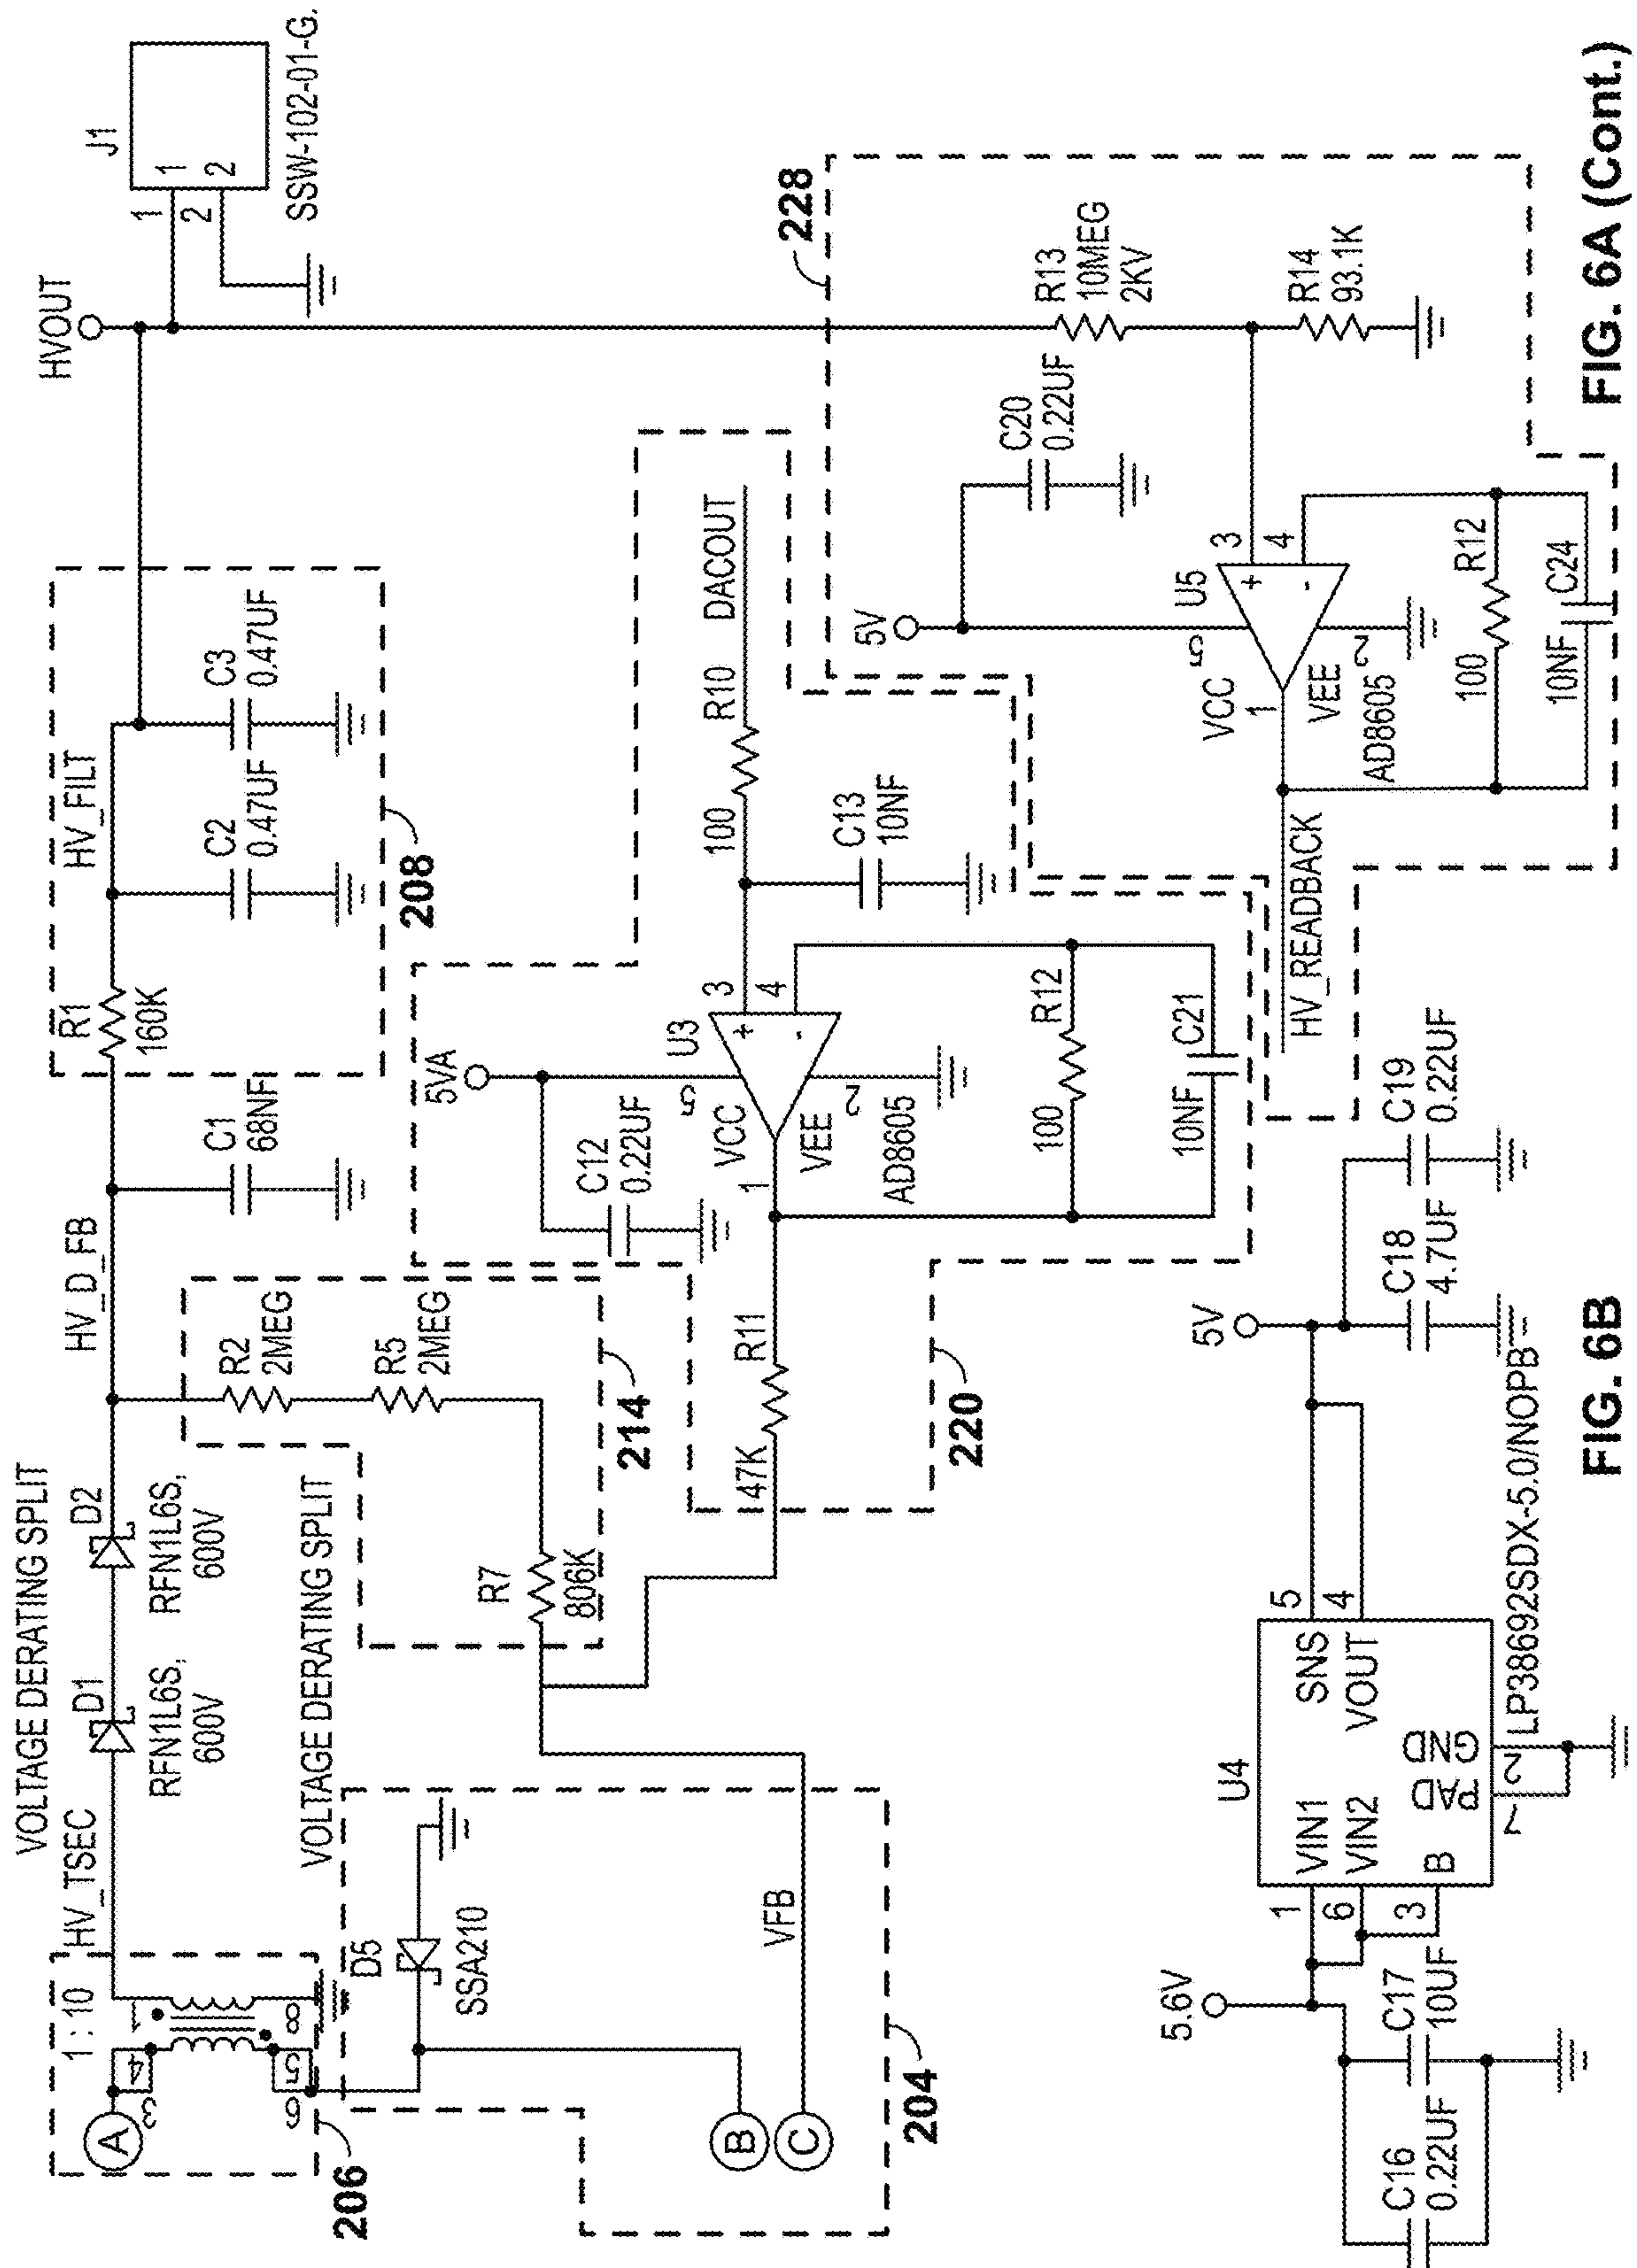 VOLTAGE DERATING SPLIT
1 : 10
HV_TSEC
D1
RFN1L6S,
600V
D2
RFN1L6S,
600V
HV_D_FB
C1
68NF
R1
160K
HV_FILT
C2
0.47UF
C3
0.47UF
208
HVOUT
J1
1
2
1
2
SSW-102-01-G.
A
3
4
1
5
6
8
206
VOLTAGE DERATING SPLIT
D5
SSA210
VFB
B
C
204
R2
2MEG
R5
2MEG
R7
806K
214
5VA
C12
0.22UF
U3
3
4
+
-
5
VCC
1
VEE
2
AD8605
R11
47K
220
100
R10
DACOUT
C13
10NF
100
R12
10NF
C21
228
5V
C20
0.22UF
R13
10MEG
2KV
R14
93.1K
U5
3
4
+
-
5
VCC
1
VEE
2
AD8605
HV_READBACK
100
R12
10NF
C24
FIG. 6A (Cont.)
5.6V
C16
0.22UF
C17
10UF
U4
1
6
3
VIN1
VIN2
B
SNS
VOUT
5
4
PAD
GND
7
2
LP38692SDX-5.0/NOPB
5V
C18
4.7UF
C19
0.22UF
FIG. 6B